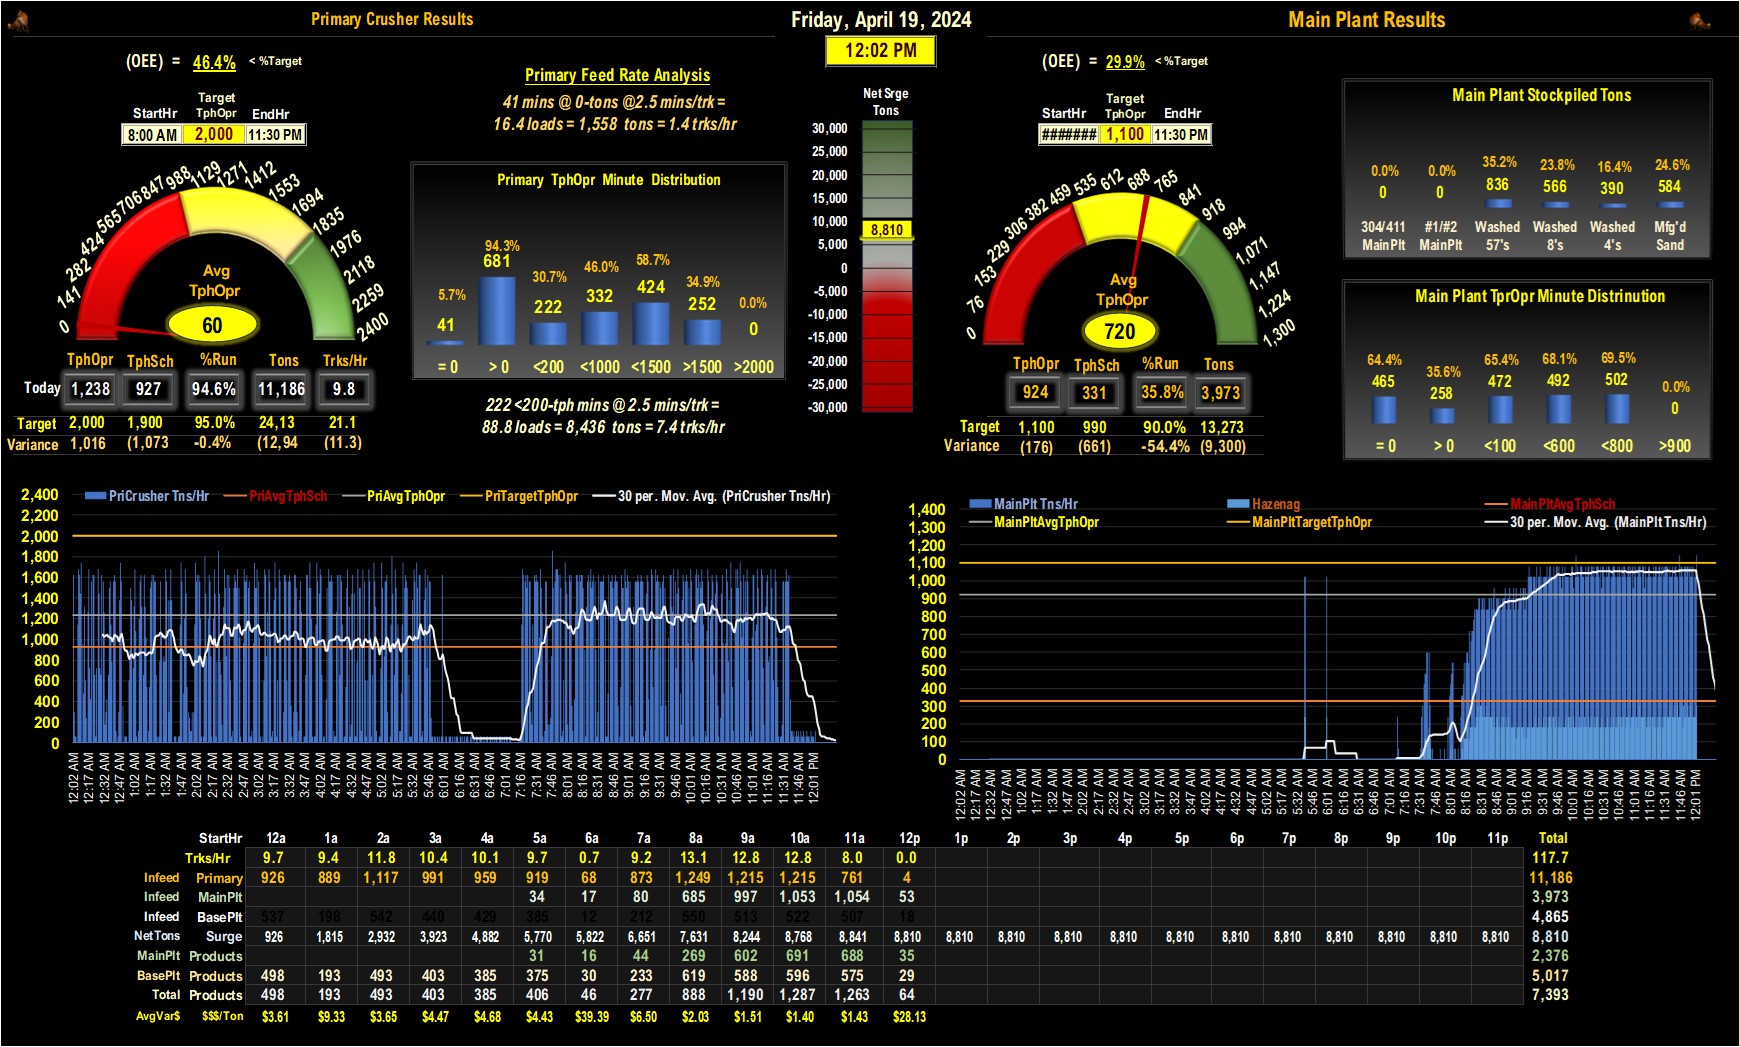 Primary Crusher Results
Friday, April 19, 2024
Main Plant Results
12:02 PM
(OEE) = 46.4% < %Target
StartHr Target TphOpr EndHr
8:00 AM 2,000 11:30 PM
0 141 282 424 565 706 847 988 1129 1271 1412 1553 1694 1835 1976 2118 2259 2400
Avg
TphOpr
60
TphOpr TphSch %Run Tons Trks/Hr
Today 1,238 927 94.6% 11,186 9.8
Target 2,000 1,900 95.0% 24,13 21.1
Variance 1,016 (1,073 -0.4% (12,94 (11.3)
Primary Feed Rate Analysis
41 mins @ 0-tons @2.5 mins/trk =
16.4 loads = 1,558 tons = 1.4 trks/hr
Primary TphOpr Minute Distribution
5.7% 94.3% 30.7% 46.0% 58.7% 34.9% 0.0%
41 681 222 332 424 252 0
= 0 > 0 <200 <1000 <1500 >1500 >2000
222 <200-tph mins @ 2.5 mins/trk =
88.8 loads = 8,436 tons = 7.4 trks/hr
Net Srge
Tons
30,000
25,000
20,000
15,000
10,000
8,810
5,000
0
-5,000
-10,000
-15,000
-20,000
-25,000
-30,000
(OEE) = 29.9% < %Target
StartHr Target TphOpr EndHr
####### 1,100 11:30 PM
0 76 153 229 306 382 459 535 612 688 765 841 918 994 1,071 1,147 1,224 1,300
Avg
TphOpr
720
TphOpr TphSch %Run Tons
924 331 35.8% 3,973
Target 1,100 990 90.0% 13,273
Variance (176) (661) -54.4% (9,300)
Main Plant Stockpiled Tons
0.0% 0.0% 35.2% 23.8% 16.4% 24.6%
0 0 836 566 390 584
304/411 #1/#2 Washed Washed Washed Mfg'd
MainPlt MainPlt 57's 8's 4's Sand
Main Plant TprOpr Minute Distrinution
64.4% 35.6% 65.4% 68.1% 69.5% 0.0%
465 258 472 492 502 0
= 0 > 0 <100 <600 <800 >900
PriCrusher Tns/Hr PriAvgTphSch PriAvgTphOpr PriTargetTphOpr 30 per. Mov. Avg. (PriCrusher Tns/Hr)
2,400
2,200
2,000
1,800
1,600
1,400
1,200
1,000
800
600
400
200
0
12:02 AM 12:17 AM 12:32 AM 12:47 AM 1:02 AM 1:17 AM 1:32 AM 1:47 AM 2:02 AM 2:17 AM 2:32 AM 2:47 AM 3:02 AM 3:17 AM 3:32 AM 3:47 AM 4:02 AM 4:17 AM 4:32 AM 4:47 AM 5:02 AM 5:17 AM 5:32 AM 5:46 AM 6:01 AM 6:16 AM 6:31 AM 6:46 AM 7:01 AM 7:16 AM 7:31 AM 7:46 AM 8:01 AM 8:16 AM 8:31 AM 8:46 AM 9:01 AM 9:16 AM 9:31 AM 9:46 AM 10:01 AM 10:16 AM 10:31 AM 10:46 AM 11:01 AM 11:16 AM 11:31 AM 11:46 AM 12:01 PM
MainPlt Tns/Hr Hazenag MainPltAvgTphSch
MainPltAvgTphOpr MainPltTargetTphOpr 30 per. Mov. Avg. (MainPlt Tns/Hr)
1,400
1,300
1,200
1,100
1,000
900
800
700
600
500
400
300
200
100
0
12:02 AM 12:17 AM 12:32 AM 12:47 AM 1:02 AM 1:17 AM 1:32 AM 1:47 AM 2:02 AM 2:17 AM 2:32 AM 2:47 AM 3:02 AM 3:17 AM 3:32 AM 3:47 AM 4:02 AM 4:17 AM 4:32 AM 4:47 AM 5:02 AM 5:17 AM 5:32 AM 5:46 AM 6:01 AM 6:16 AM 6:31 AM 6:46 AM 7:01 AM 7:16 AM 7:31 AM 7:46 AM 8:01 AM 8:16 AM 8:31 AM 8:46 AM 9:01 AM 9:16 AM 9:31 AM 9:46 AM 10:01 AM 10:16 AM 10:31 AM 10:46 AM 11:01 AM 11:16 AM 11:31 AM 11:46 AM 12:01 PM
StartHr 12a 1a 2a 3a 4a 5a 6a 7a 8a 9a 10a 11a 12p 1p 2p 3p 4p 5p 6p 7p 8p 9p 10p 11p Total
Trks/Hr 9.7 9.4 11.8 10.4 10.1 9.7 0.7 9.2 13.1 12.8 12.8 8.0 0.0 117.7
Infeed Primary 926 889 1,117 991 959 919 68 873 1,249 1,215 1,215 761 4 11,186
Infeed MainPlt 34 17 80 685 997 1,053 1,054 53 3,973
Infeed BasePlt 537 198 542 440 429 385 12 212 550 513 522 507 18 4,865
NetTons Surge 926 1,815 2,932 3,923 4,882 5,770 5,822 6,651 7,631 8,244 8,768 8,841 8,810 8,810 8,810 8,810 8,810 8,810 8,810 8,810 8,810 8,810 8,810 8,810 8,810
MainPlt Products 31 16 44 269 602 691 688 35 2,376
BasePlt Products 498 193 493 403 385 375 30 233 619 588 596 575 29 5,017
Total Products 498 193 493 403 385 406 46 277 888 1,190 1,287 1,263 64 7,393
AvgVar$ $$$/Ton $3.61 $9.33 $3.65 $4.47 $4.68 $4.43 $39.39 $6.50 $2.03 $1.51 $1.40 $1.43 $28.13